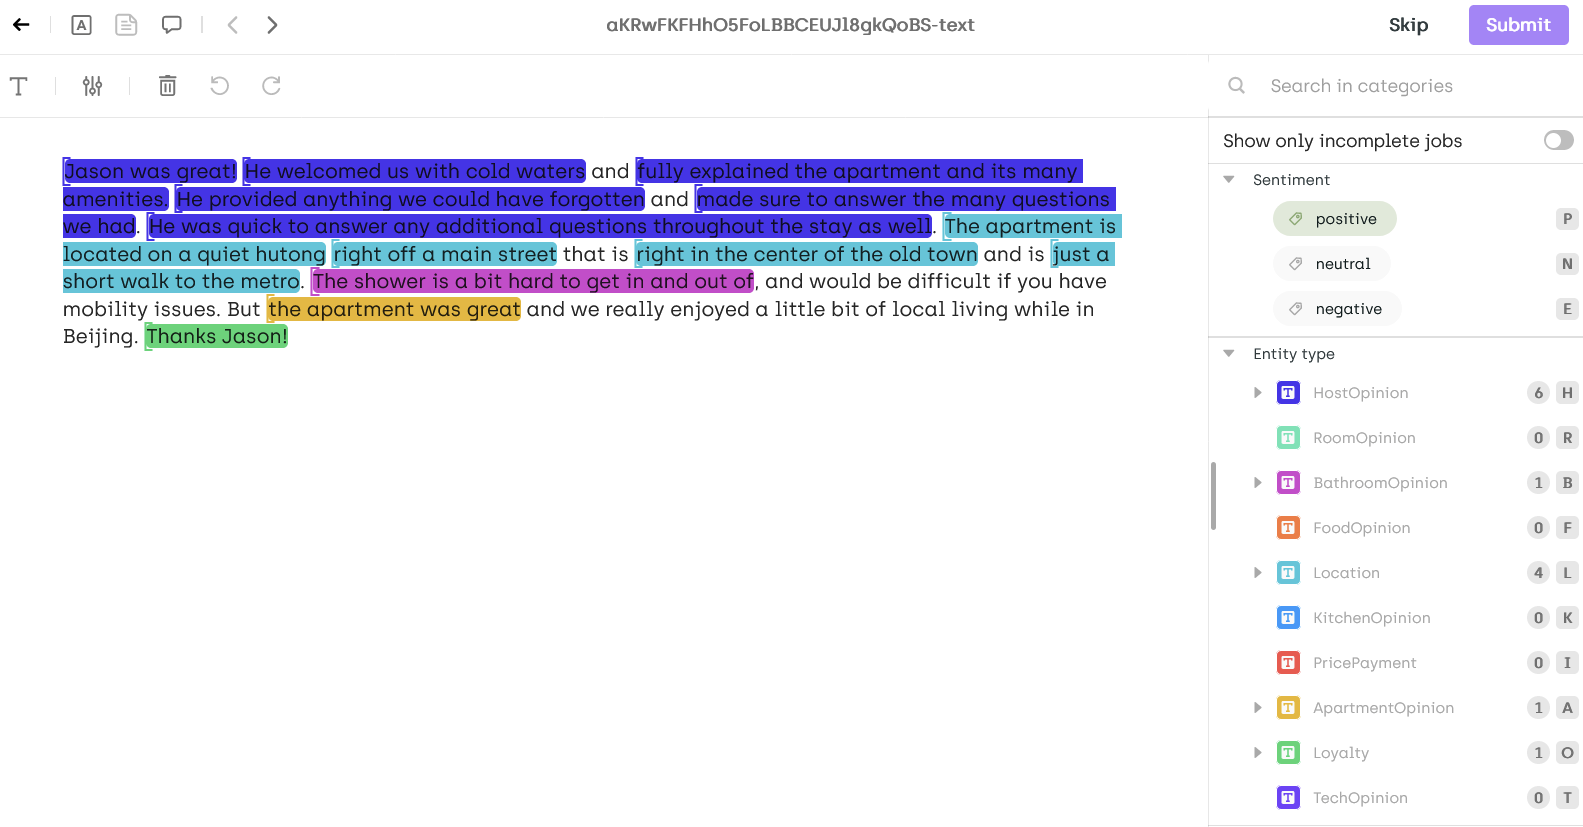 A
aKRwFKFHhO5FoLBBCEUJl8gkQoBS-text
Skip
Submit
T
Search in categories
Show only incomplete jobs
Jason was great! He welcomed us with cold waters and fully explained the apartment and its many
amenities. He provided anything we could have forgotten and made sure to answer the many questions
we had. He was quick to answer any additional questions throughout the stay as well. The apartment is
located on a quiet hutong right off a main street that is right in the center of the old town and is just a
short walk to the metro. The shower is a bit hard to get in and out of, and would be difficult if you have
mobility issues. But the apartment was great and we really enjoyed a little bit of local living while in
Beijing. Thanks Jason!
Sentiment
positive P
neutral N
negative E
Entity type
T HostOpinion 6 H
T RoomOpinion 0 R
T BathroomOpinion 1 B
T FoodOpinion 0 F
T Location 4 L
T KitchenOpinion 0 K
T PricePayment 0 I
T ApartmentOpinion 1 A
T Loyalty 1 O
T TechOpinion 0 T